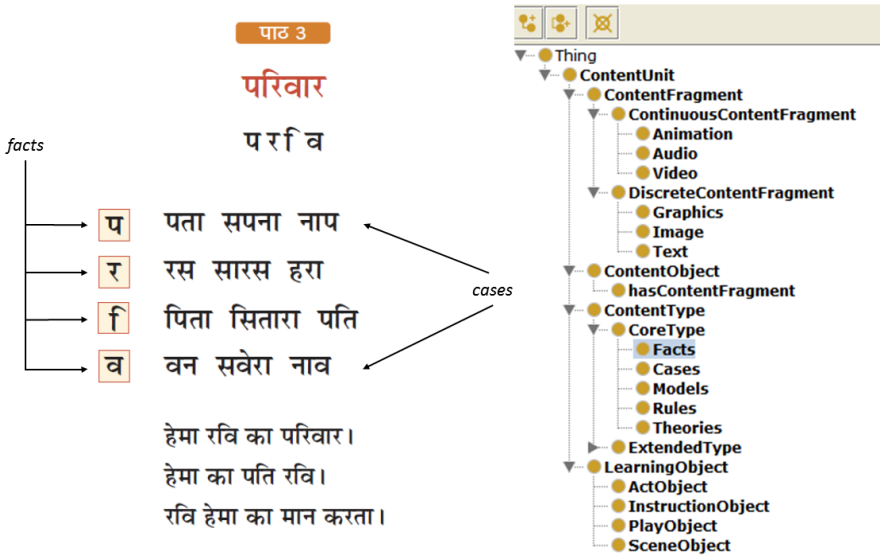 पाठ 3
परिवार
प र ि व
facts
प पता सपना नाप
र रस सारस हरा
ि पिता सितारा पति
व वन सवेरा नाव
cases
हेमा रवि का परिवार।
हेमा का पति रवि।
रवि हेमा का मान करता।
Thing
ContentUnit
ContentFragment
ContinuousContentFragment
Animation
Audio
Video
DiscreteContentFragment
Graphics
Image
Text
ContentObject
hasContentFragment
ContentType
CoreType
Facts
Cases
Models
Rules
Theories
ExtendedType
LearningObject
ActObject
InstructionObject
PlayObject
SceneObject